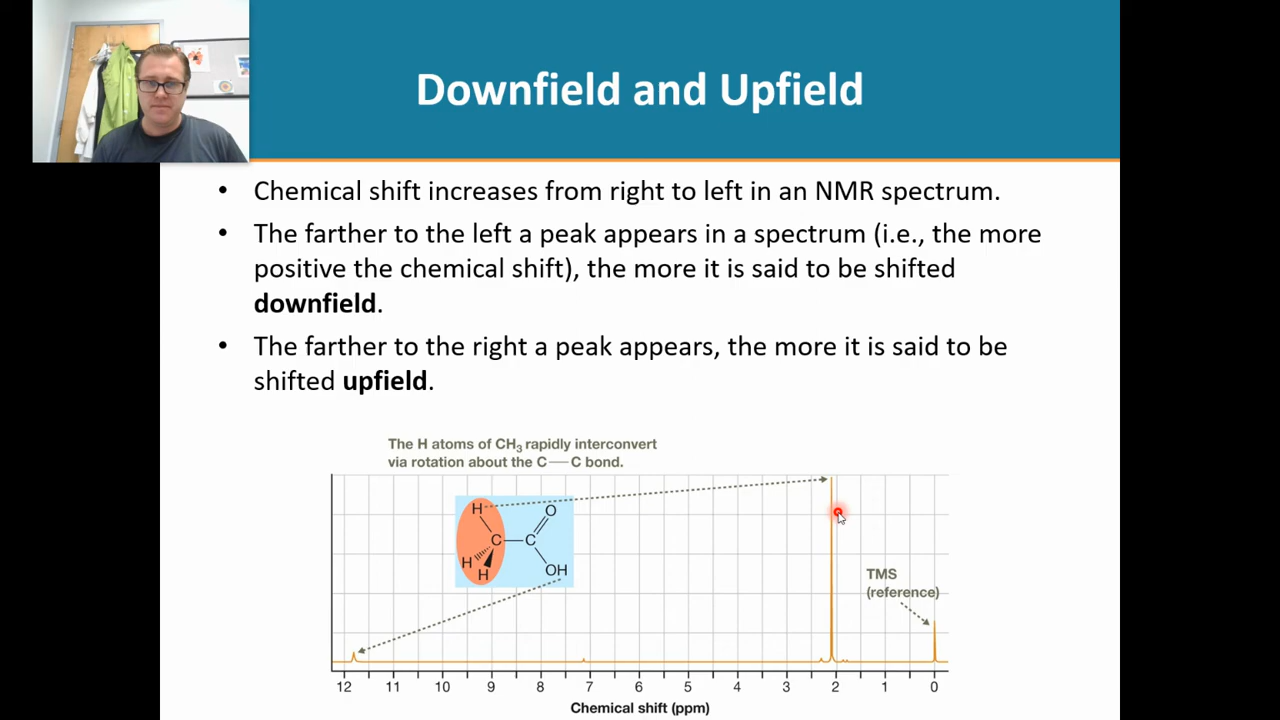 Downfield and Upfield
• Chemical shift increases from right to left in an NMR spectrum.
• The farther to the left a peak appears in a spectrum (i.e., the more
positive the chemical shift), the more it is said to be shifted
downfield.
• The farther to the right a peak appears, the more it is said to be
shifted upfield.
The H atoms of CH₃ rapidly interconvert
via rotation about the C—C bond.
H O
C C
H
H OH
TMS
(reference)
12 11 10 9 8 7 6 5 4 3 2 1 0
Chemical shift (ppm)